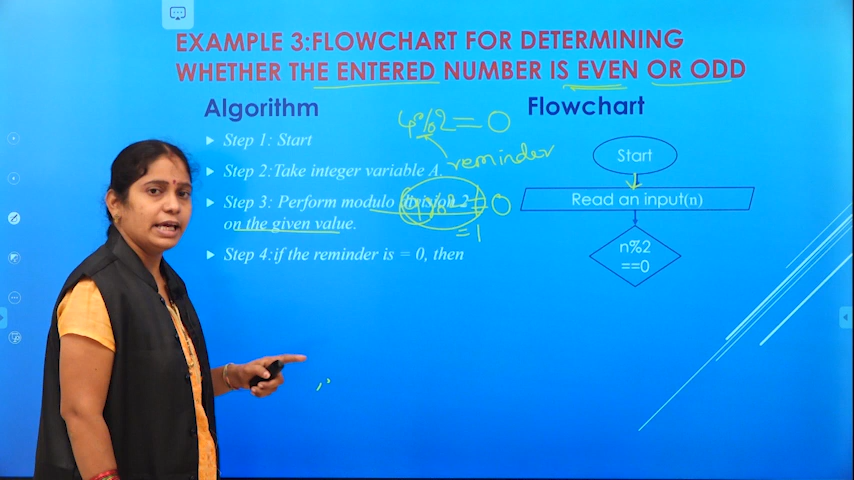 EXAMPLE 3:FLOWCHART FOR DETERMINING
WHETHER THE ENTERED NUMBER IS EVEN OR ODD
Algorithm
Step 1: Start
Step 2:Take integer variable A.
Step 3: Perform modulo division 2
on the given value.
Step 4:if the reminder is = 0, then
%2=0
reminder
=1
Flowchart
Start
Read an input(n)
n%2
==0